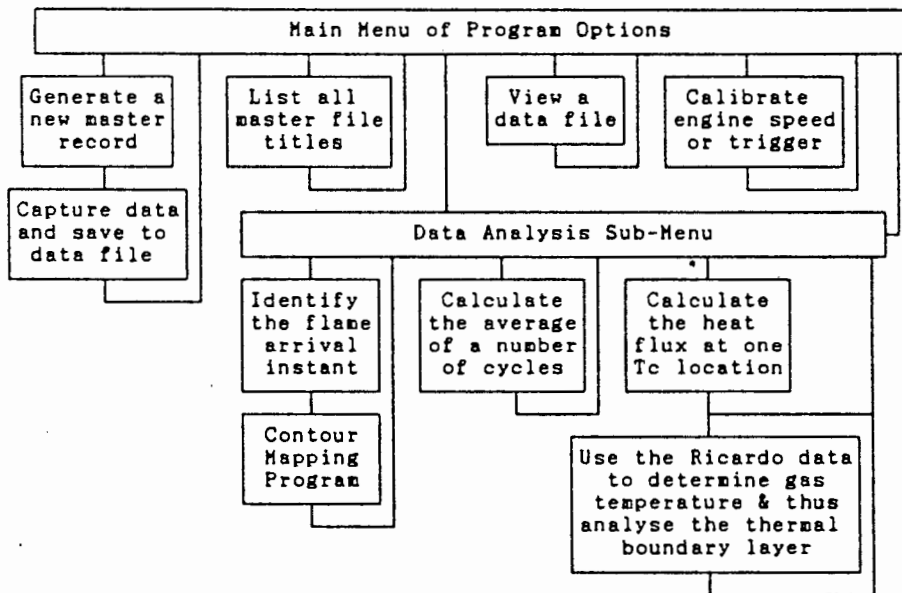 Main Menu of Program Options
Generate a
new master
record
List all
master file
titles
View a
data file
Calibrate
engine speed
or trigger
Capture data
and save to
data file
Data Analysis Sub-Menu
Identify
the flame
arrival
instant
Calculate
the average
of a number
of cycles
Calculate
the heat
flux at one
Tc location
Contour
Mapping
Program
Use the Ricardo data
to determine gas
temperature & thus
analyse the thermal
boundary layer